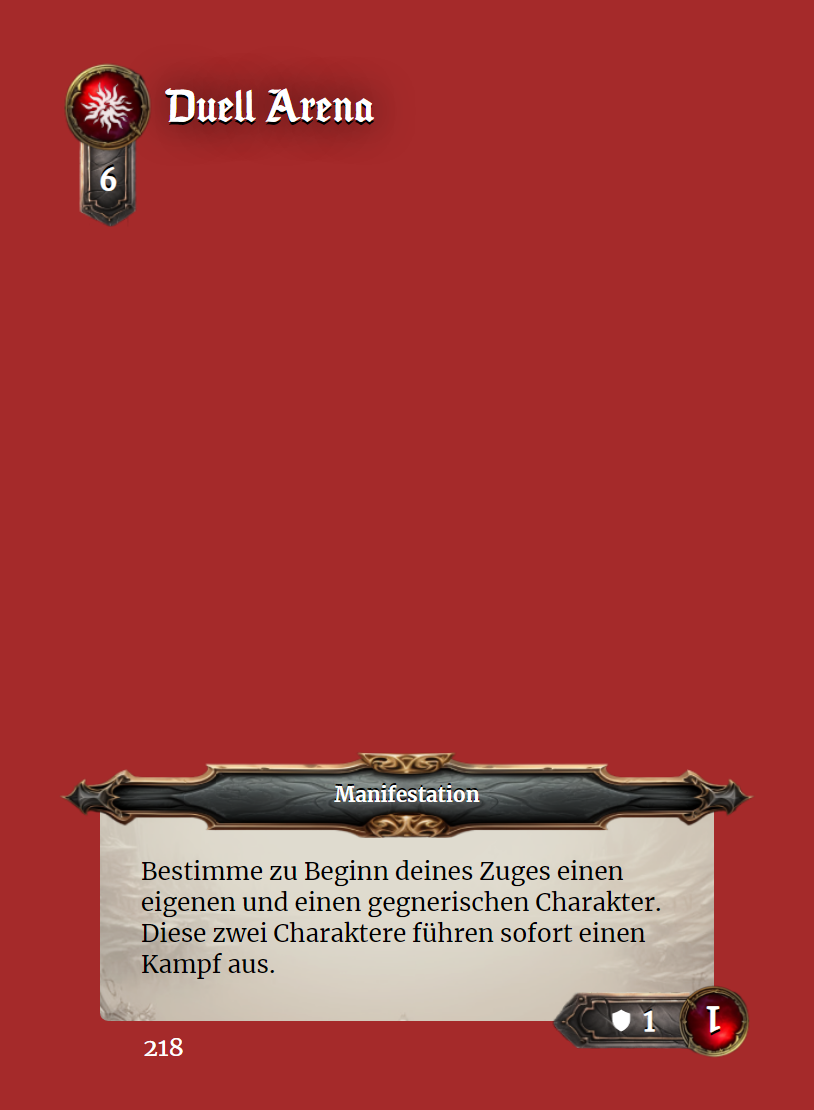 Duell Arena
6
Manifestation
Bestimme zu Beginn deines Zuges einen
eigenen und einen gegnerischen Charakter.
Diese zwei Charaktere führen sofort einen
Kampf aus.
1 1
218